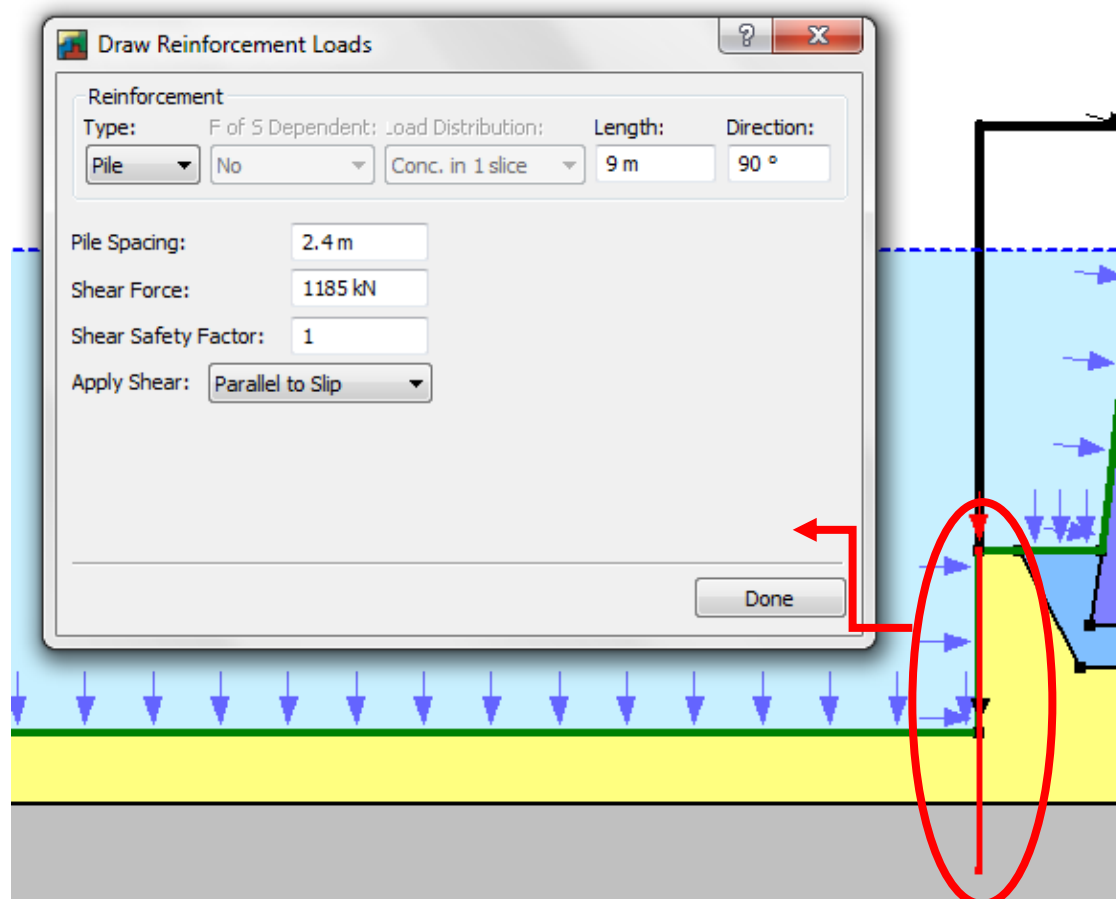 Draw Reinforcement Loads
?
Reinforcement
Type: F of S Dependent: Load Distribution: Length: Direction:
Pile No Conc. in 1 slice 9 m 90 °
Pile Spacing: 2.4 m
Shear Force: 1185 kN
Shear Safety Factor: 1
Apply Shear: Parallel to Slip
Done